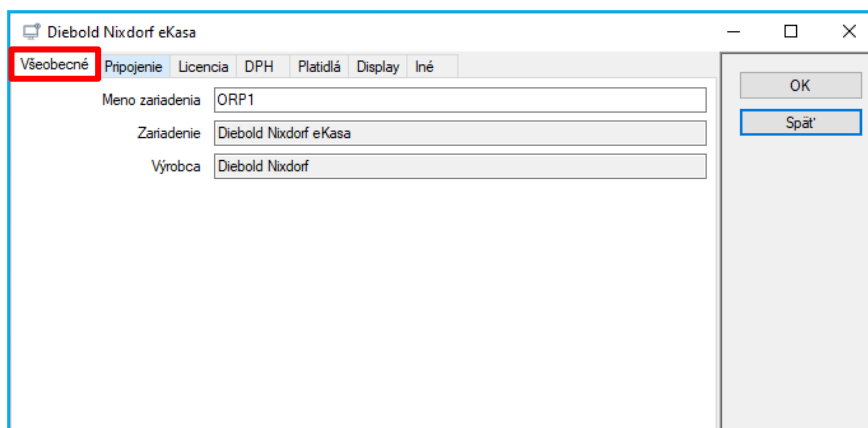 Diebold Nixdorf eKasa
Všeobecné Pripojenie Licencia DPH Platidlá Display Iné
Meno zariadenia ORP1
Zariadenie Diebold Nixdorf eKasa
Výrobca Diebold Nixdorf
OK
Späť